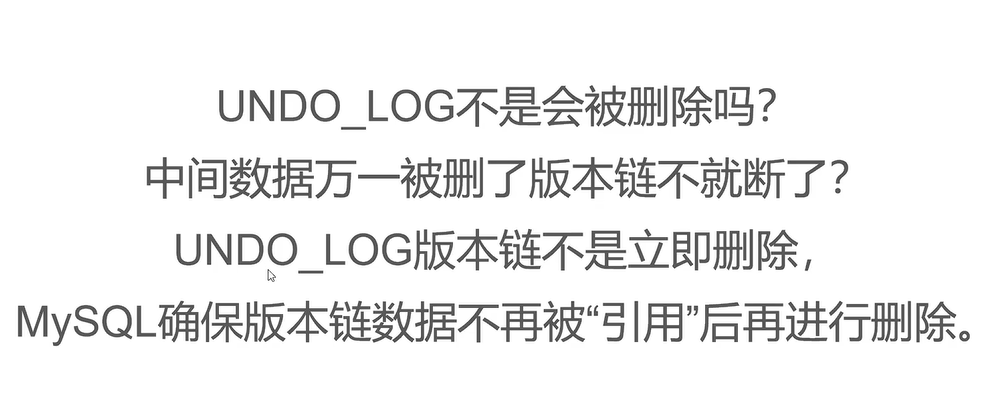 UNDO_LOG不是会被删除吗?
中间数据万一被删了版本链不就断了?
UNDO_LOG版本链不是立即删除,
MySQL确保版本链数据不再被“引用”后再进行删除。